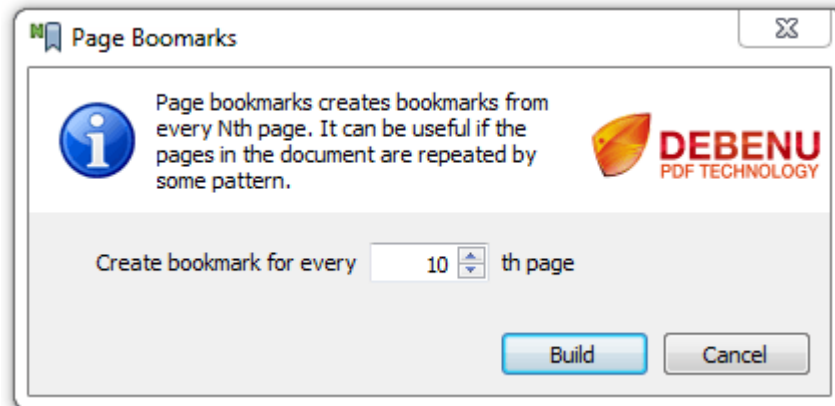 Page Boomarks
Page bookmarks creates bookmarks from
every Nth page. It can be useful if the
pages in the document are repeated by
some pattern.
DEBENU
PDF TECHNOLOGY
Create bookmark for every 10 th page
Build Cancel